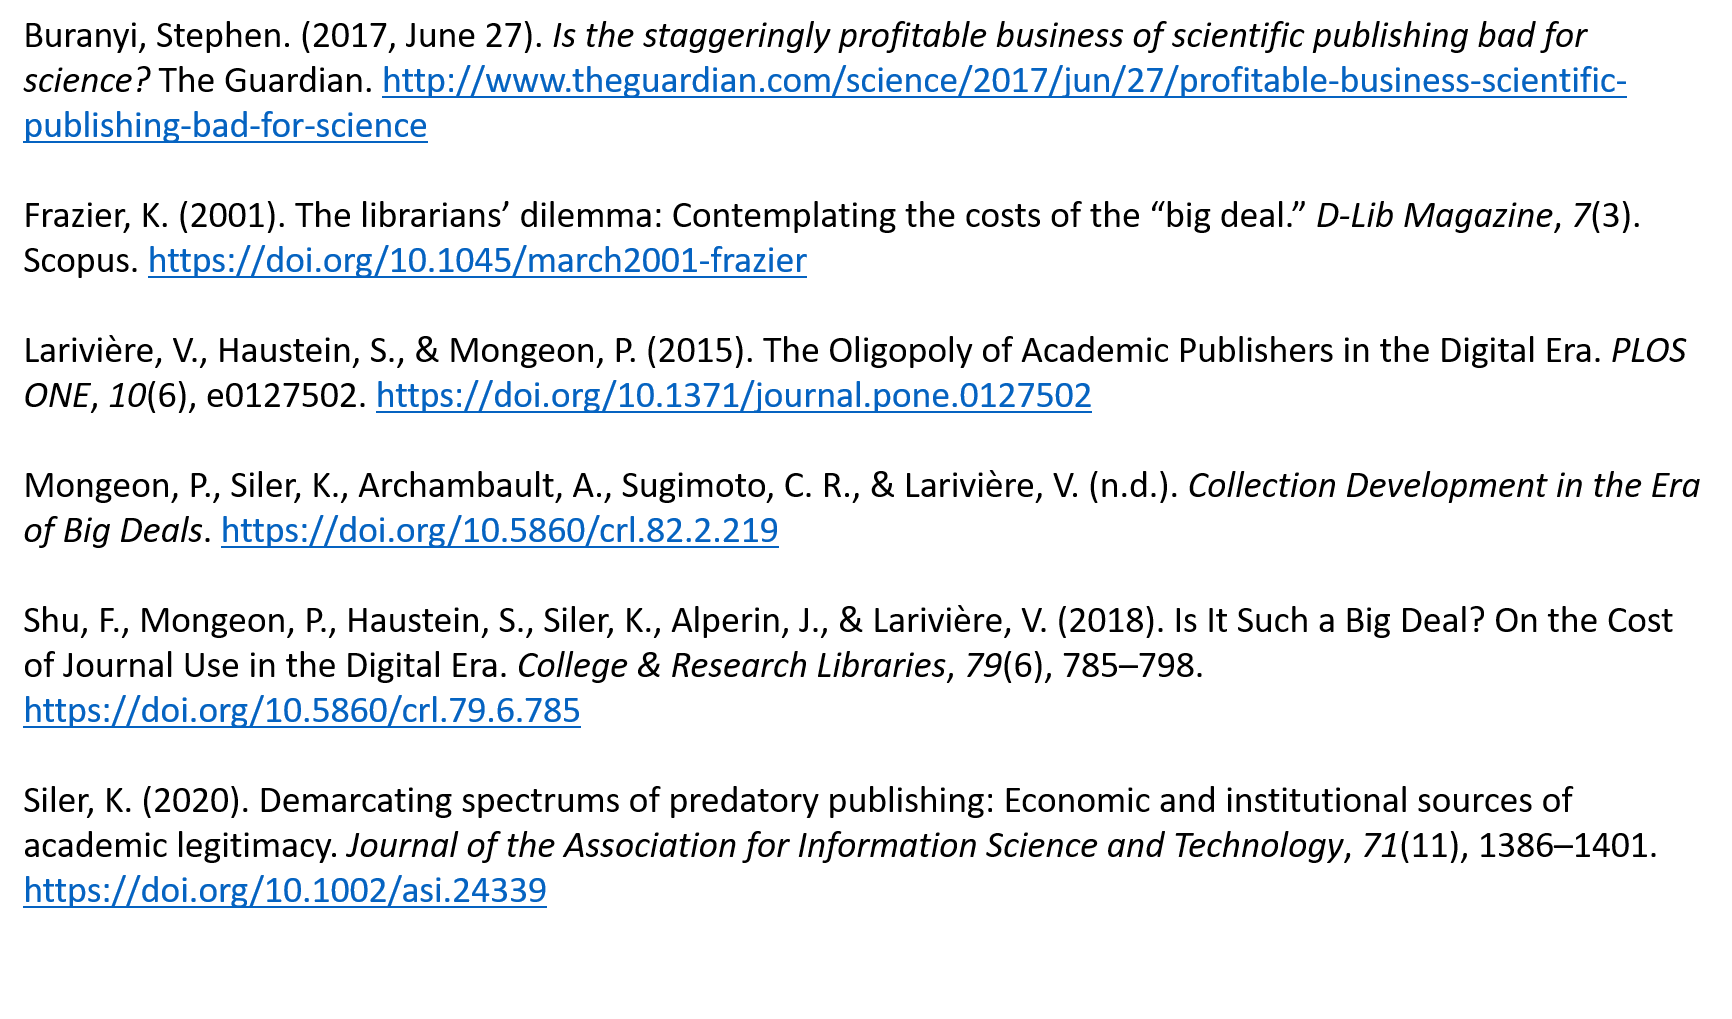 Buranyi, Stephen. (2017, June 27). Is the staggeringly profitable business of scientific publishing bad for
science? The Guardian. http://www.theguardian.com/science/2017/jun/27/profitable-business-scientific-
publishing-bad-for-science
Frazier, K. (2001). The librarians’ dilemma: Contemplating the costs of the “big deal.” D-Lib Magazine, 7(3).
Scopus. https://doi.org/10.1045/march2001-frazier
Larivière, V., Haustein, S., & Mongeon, P. (2015). The Oligopoly of Academic Publishers in the Digital Era. PLOS
ONE, 10(6), e0127502. https://doi.org/10.1371/journal.pone.0127502
Mongeon, P., Siler, K., Archambault, A., Sugimoto, C. R., & Larivière, V. (n.d.). Collection Development in the Era
of Big Deals. https://doi.org/10.5860/crl.82.2.219
Shu, F., Mongeon, P., Haustein, S., Siler, K., Alperin, J., & Larivière, V. (2018). Is It Such a Big Deal? On the Cost
of Journal Use in the Digital Era. College & Research Libraries, 79(6), 785–798.
https://doi.org/10.5860/crl.79.6.785
Siler, K. (2020). Demarcating spectrums of predatory publishing: Economic and institutional sources of
academic legitimacy. Journal of the Association for Information Science and Technology, 71(11), 1386–1401.
https://doi.org/10.1002/asi.24339